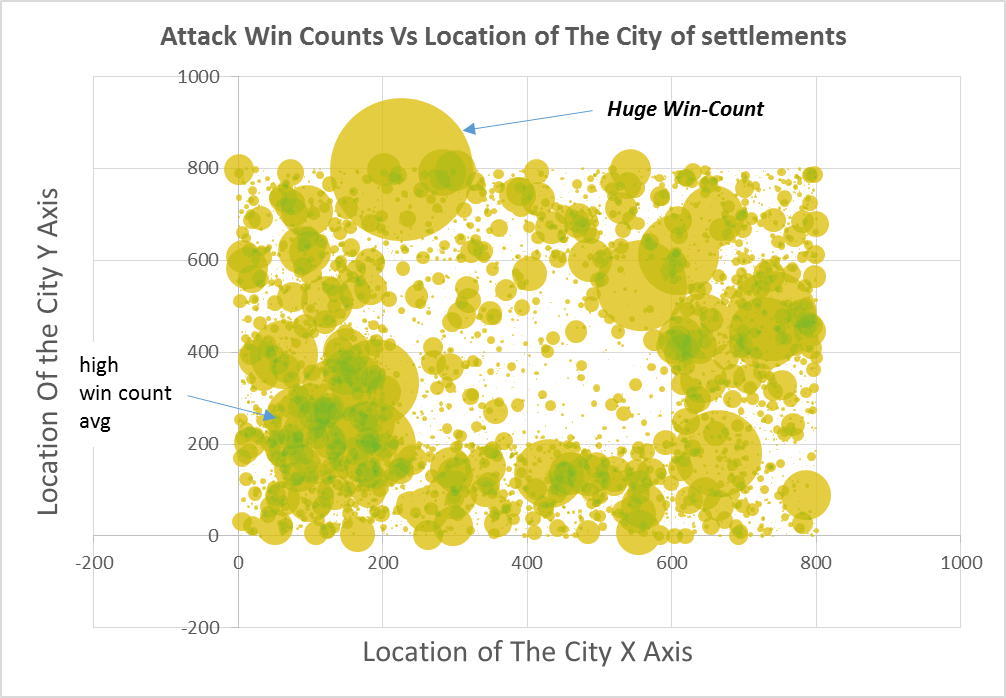 Attack Win Counts Vs Location of The City of settlements
1000
Huge Win-Count
800
600
400
high
win count
avg
200
0
-200
-200 0 200 400 600 800 1000
Location Of the City Y Axis
Location of The City X Axis